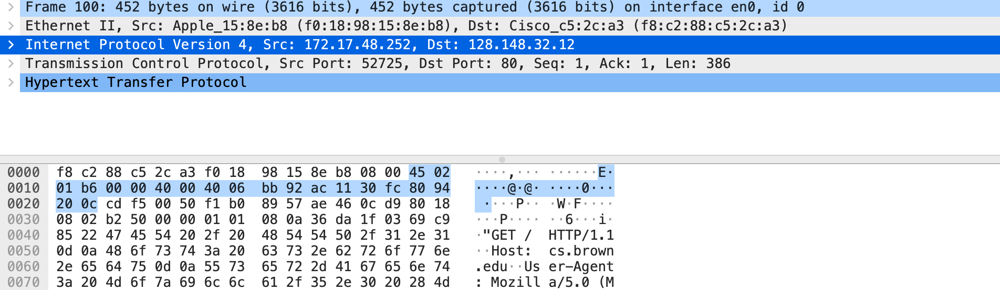 Frame 100: 452 bytes on wire (3616 bits), 452 bytes captured (3616 bits) on interface en0, id 0
Ethernet II, Src: Apple_15:8e:b8 (f0:18:98:15:8e:b8), Dst: Cisco_c5:2c:a3 (f8:c2:88:c5:2c:a3)
Internet Protocol Version 4, Src: 172.17.48.252, Dst: 128.148.32.12
Transmission Control Protocol, Src Port: 52725, Dst Port: 80, Seq: 1, Ack: 1, Len: 386
Hypertext Transfer Protocol
0000 f8 c2 88 c5 2c a3 f0 18 98 15 8e b8 08 00 45 02 ····,··· ······E·
0010 01 b6 00 00 40 00 40 06 bb 92 ac 11 30 fc 80 94 ····@·@· ····0···
0020 20 0c cd f5 00 50 f1 b0 89 57 ae 46 0c d9 80 18 ·····P·· ·W·F····
0030 08 02 b2 50 00 00 01 01 08 0a 36 da 1f 03 69 c9 ···P···· ··6···i·
0040 85 22 47 45 54 20 2f 20 48 54 54 50 2f 31 2e 31 ·"GET / HTTP/1.1
0050 0d 0a 48 6f 73 74 3a 20 63 73 2e 62 72 6f 77 6e ··Host: cs.brown
0060 2e 65 64 75 0d 0a 55 73 65 72 2d 41 67 65 6e 74 .edu··Us er-Agent
0070 3a 20 4d 6f 7a 69 6c 6c 61 2f 35 2e 30 20 28 4d : Mozill a/5.0 (M